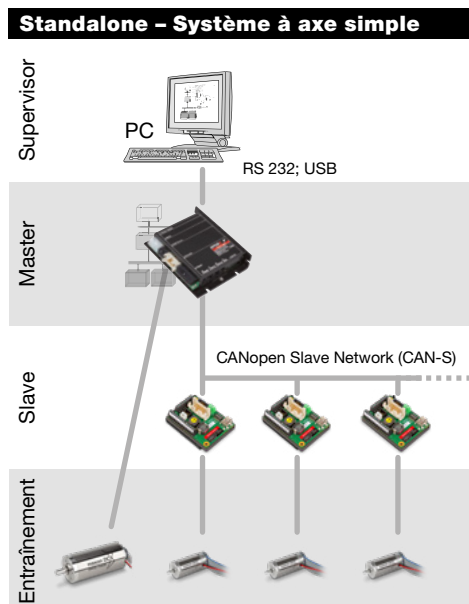 Standalone – Système à axe simple
Supervisor
PC
RS 232; USB
Master
CANopen Slave Network (CAN-S)
Slave
Entraînement